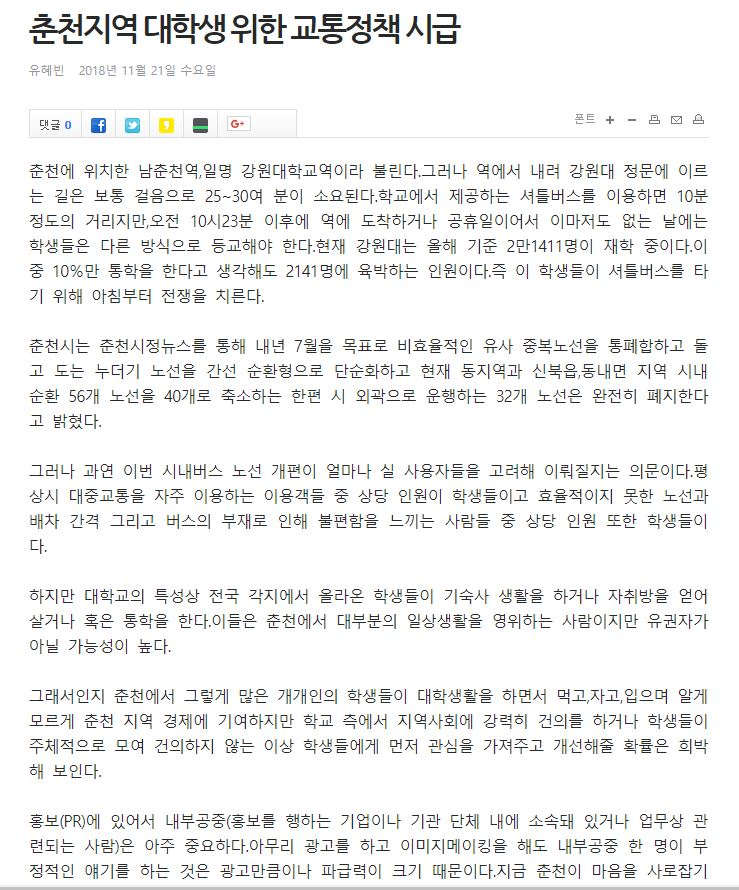 춘천지역 대학생 위한 교통정책 시급
유혜빈 2018년 11월 21일 수요일
댓글 0
G+
폰트
춘천에 위치한 남춘천역,일명 강원대학교역이라 불린다.그러나 역에서 내려 강원대 정문에 이르
는 길은 보통 걸음으로 25~30여 분이 소요된다.학교에서 제공하는 셔틀버스를 이용하면 10분
정도의 거리지만,오전 10시23분 이후에 역에 도착하거나 공휴일이어서 이마저도 없는 날에는
학생들은 다른 방식으로 등교해야 한다.현재 강원대는 올해 기준 2만1411명이 재학 중이다.이
중 10%만 통학을 한다고 생각해도 2141명에 육박하는 인원이다.즉 이 학생들이 셔틀버스를 타
기 위해 아침부터 전쟁을 치른다.
춘천시는 춘천시정뉴스를 통해 내년 7월을 목표로 비효율적인 유사 중복노선을 통폐합하고 돌
고 도는 누더기 노선을 간선 순환형으로 단순화하고 현재 동지역과 신북읍,동내면 지역 시내
순환 56개 노선을 40개로 축소하는 한편 시 외곽으로 운행하는 32개 노선은 완전히 폐지한다
고 밝혔다.
그러나 과연 이번 시내버스 노선 개편이 얼마나 실 사용자들을 고려해 이뤄질지는 의문이다.평
상시 대중교통을 자주 이용하는 이용객들 중 상당 인원이 학생들이고 효율적이지 못한 노선과
배차 간격 그리고 버스의 부재로 인해 불편함을 느끼는 사람들 중 상당 인원 또한 학생들이
다.
하지만 대학교의 특성상 전국 각지에서 올라온 학생들이 기숙사 생활을 하거나 자취방을 얻어
살거나 혹은 통학을 한다.이들은 춘천에서 대부분의 일상생활을 영위하는 사람이지만 유권자가
아닐 가능성이 높다.
그래서인지 춘천에서 그렇게 많은 개개인의 학생들이 대학생활을 하면서 먹고,자고,입으며 알게
모르게 춘천 지역 경제에 기여하지만 학교 측에서 지역사회에 강력히 건의를 하거나 학생들이
주체적으로 모여 건의하지 않는 이상 학생들에게 먼저 관심을 가져주고 개선해줄 확률은 희박
해 보인다.
홍보(PR)에 있어서 내부공중(홍보를 행하는 기업이나 기관 단체 내에 소속돼 있거나 업무상 관
련되는 사람)은 아주 중요하다.아무리 광고를 하고 이미지메이킹을 해도 내부공중 한 명이 부
정적인 얘기를 하는 것은 광고만큼이나 파급력이 크기 때문이다.지금 춘천이 마음을 사로잡기